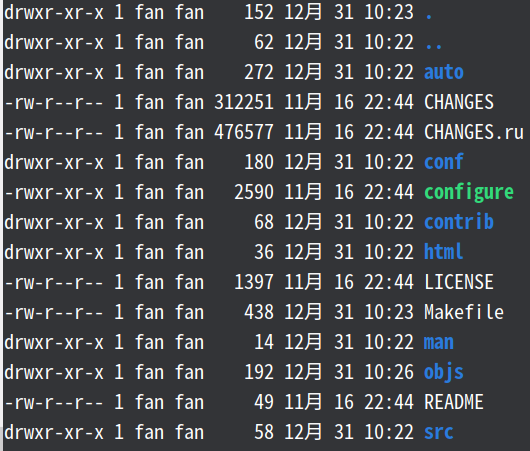 drwxr-xr-x 1 fan fan    152 12月 31 10:23 .
drwxr-xr-x 1 fan fan     62 12月 31 10:22 ..
drwxr-xr-x 1 fan fan    272 12月 31 10:22 auto
-rw-r--r-- 1 fan fan 312251 11月 16 22:44 CHANGES
-rw-r--r-- 1 fan fan 476577 11月 16 22:44 CHANGES.ru
drwxr-xr-x 1 fan fan    180 12月 31 10:22 conf
-rwxr-xr-x 1 fan fan   2590 11月 16 22:44 configure
drwxr-xr-x 1 fan fan     68 12月 31 10:22 contrib
drwxr-xr-x 1 fan fan     36 12月 31 10:22 html
-rw-r--r-- 1 fan fan   1397 11月 16 22:44 LICENSE
-rw-r--r-- 1 fan fan    438 12月 31 10:23 Makefile
drwxr-xr-x 1 fan fan     14 12月 31 10:22 man
drwxr-xr-x 1 fan fan    192 12月 31 10:26 objs
-rw-r--r-- 1 fan fan     49 11月 16 22:44 README
drwxr-xr-x 1 fan fan     58 12月 31 10:22 src